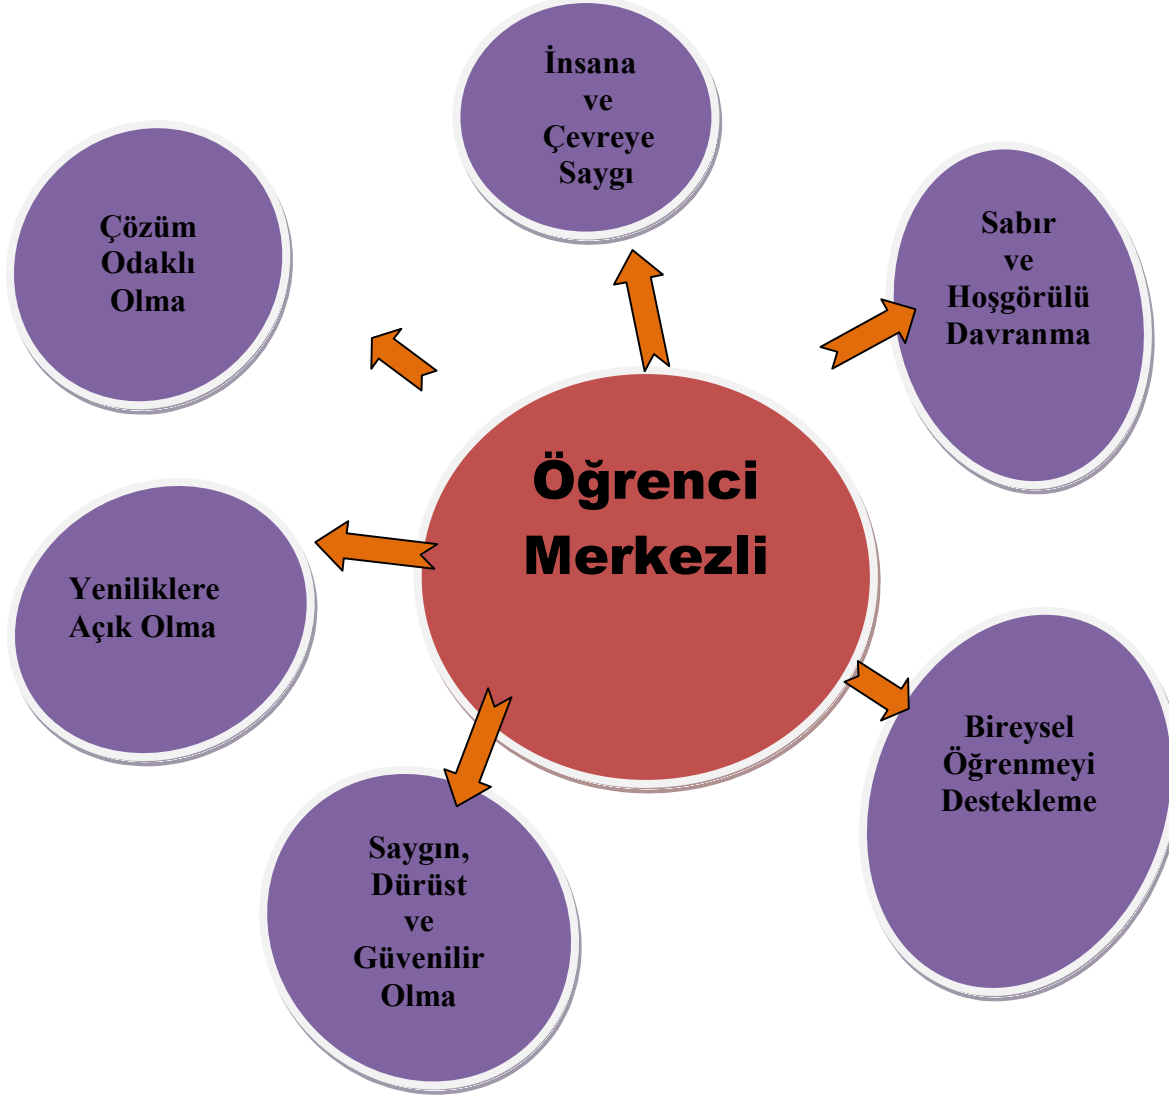 İnsana
ve
Çevreye
Saygı
Sabır
ve
Hoşgörülü
Davranma
Çözüm
Odaklı
Olma
Öğrenci
Merkezli
Yeniliklere
Açık Olma
Bireysel
Öğrenmeyi
Destekleme
Saygın,
Dürüst
ve
Güvenilir
Olma